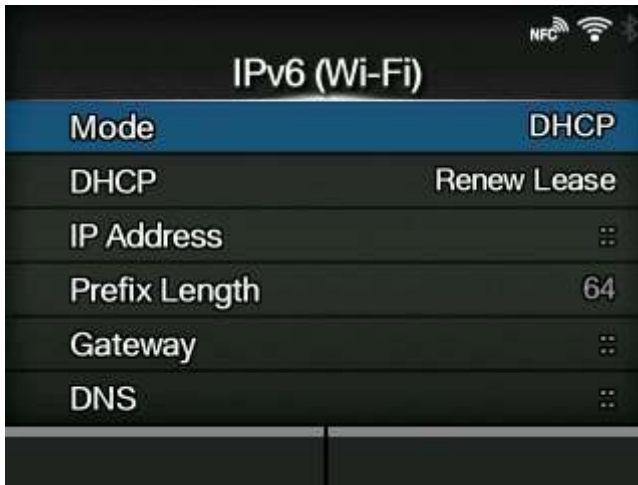 NFC
IPv6 (Wi-Fi)
Mode DHCP
DHCP Renew Lease
IP Address ::
Prefix Length 64
Gateway ::
DNS ::